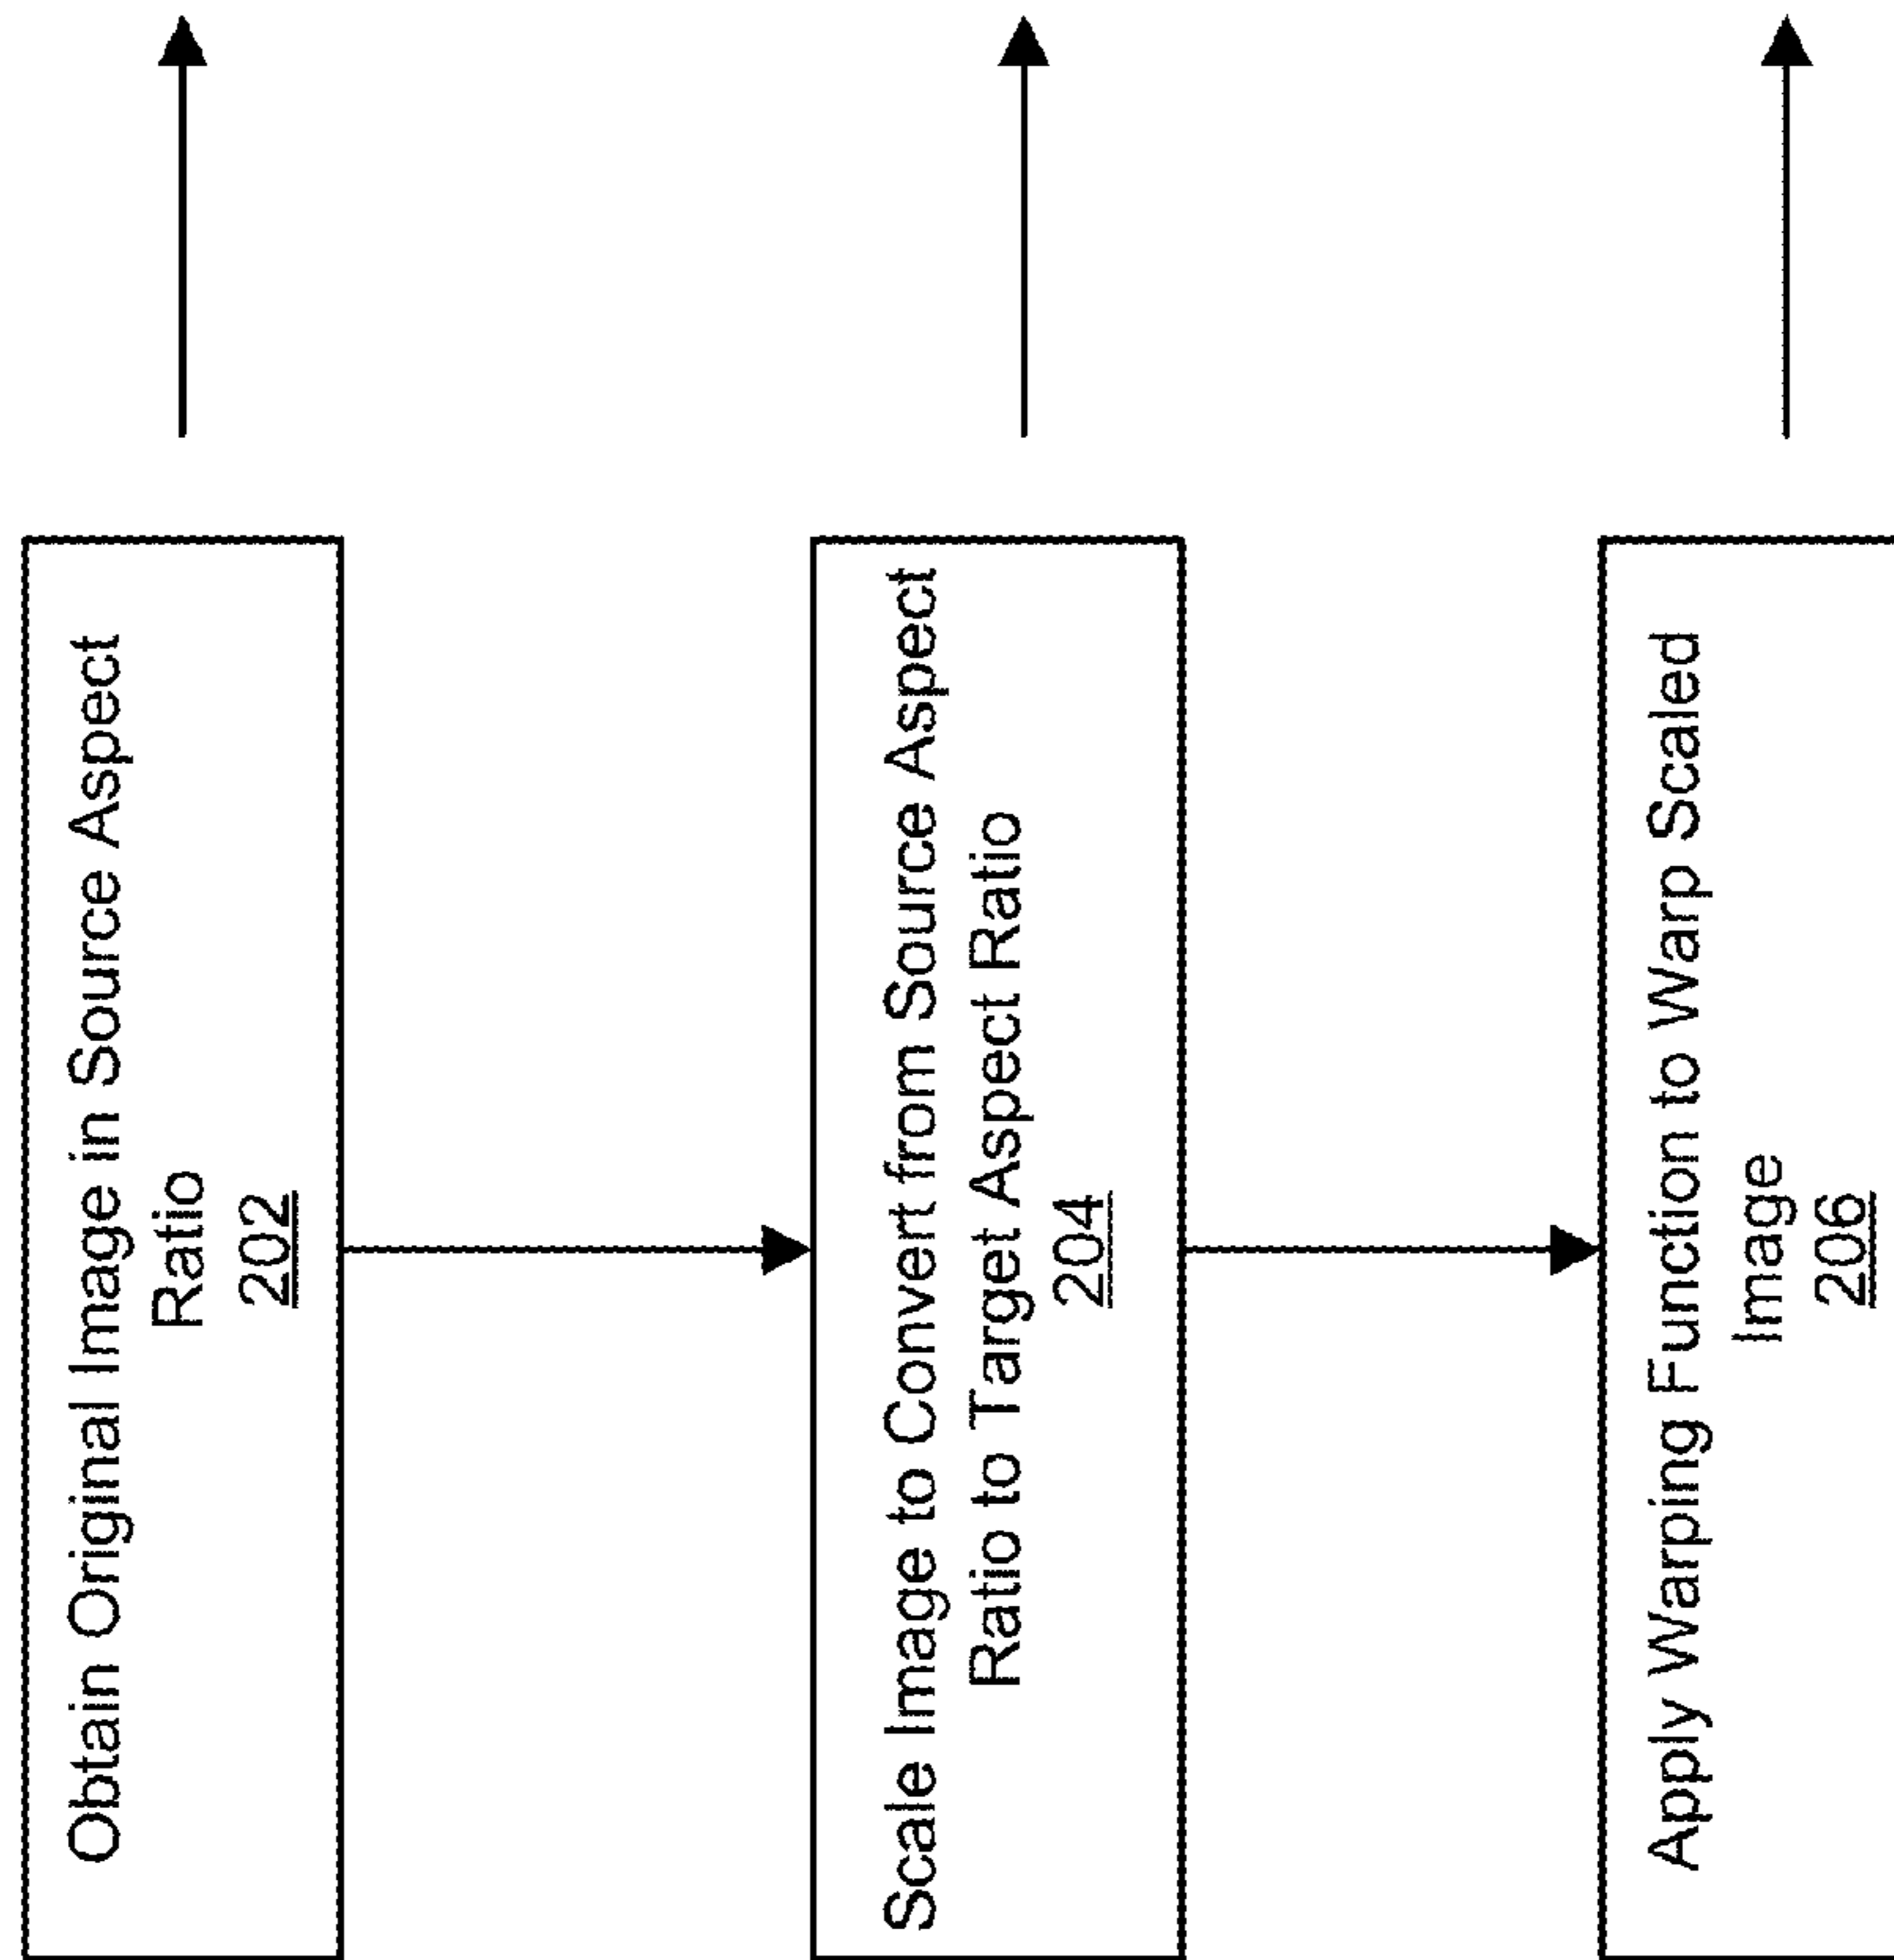 Obtain Original Image in Source Aspect
Ratio
202
Scale Image to Convert from Source Aspect
Ratio to Target Aspect Ratio
204
Apply Warping Function to Warp Scaled
Image
206